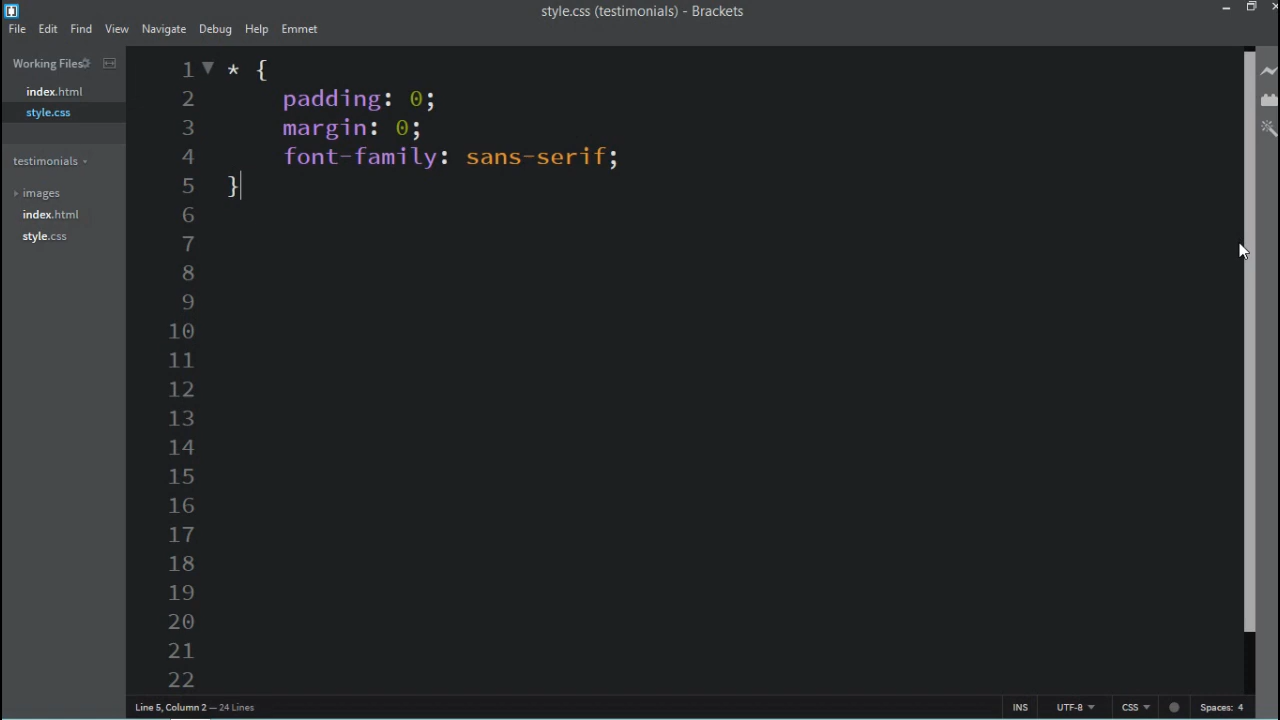 style.css (testimonials) - Brackets
File Edit Find View Navigate Debug Help Emmet
Working Files
index.html
style.css
testimonials
images
index.html
style.css
1 * {
2 padding: 0;
3 margin: 0;
4 font-family: sans-serif;
5 }
6
7
8
9
10
11
12
13
14
15
16
17
18
19
20
21
22
Line 5, Column 2 — 24 Lines
INS UTF-8 CSS Spaces: 4